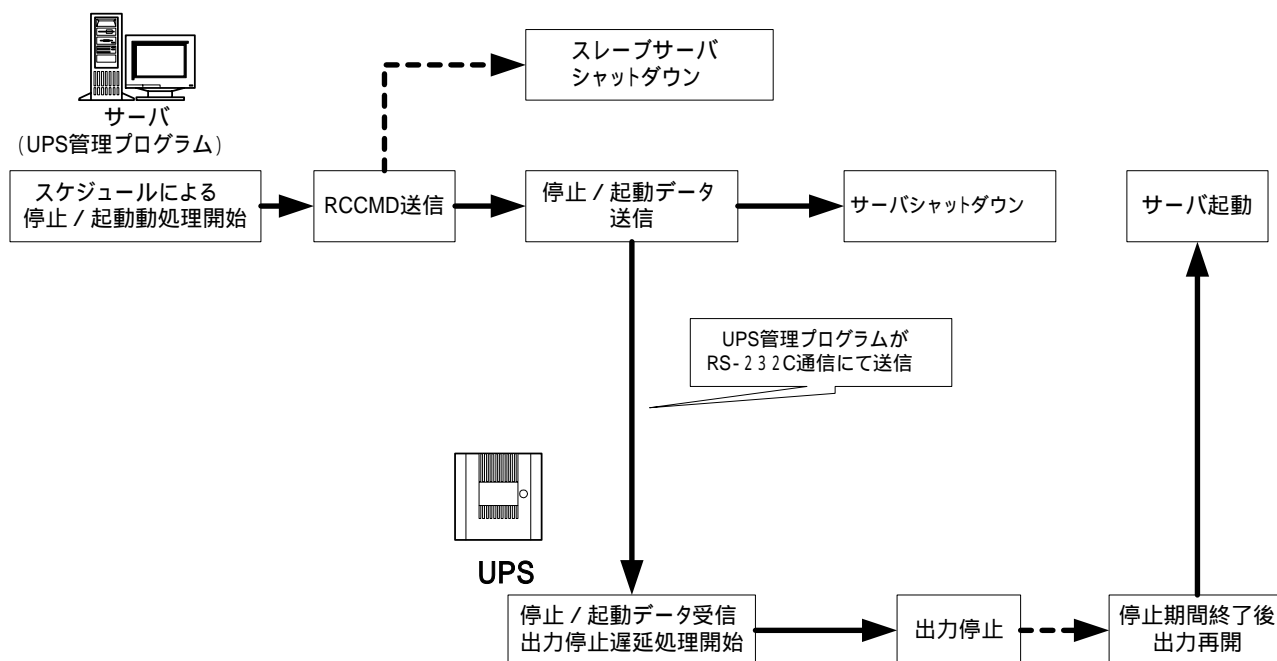 スレーブサーバ
シャットダウン
サーバ
(UPS管理プログラム)
スケジュールによる
停止/起動動処理開始
RCCMD送信
停止/起動データ
送信
サーバシャットダウン
サーバ起動
UPS管理プログラムが
RS-232C通信にて送信
UPS
停止/起動データ受信
出力停止遅延処理開始
出力停止
停止期間終了後
出力再開